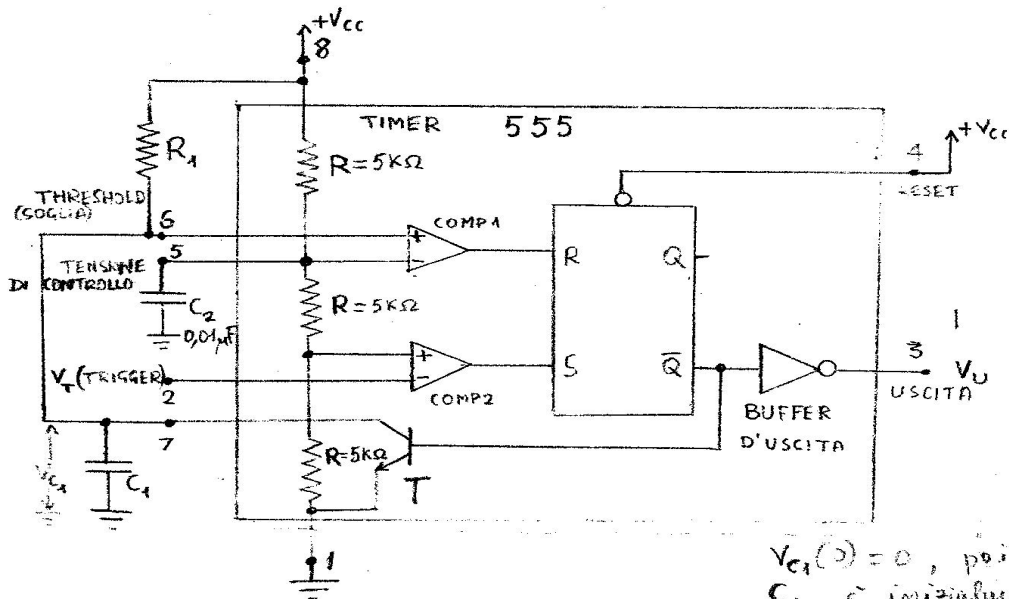 +Vcc
8
TIMER 555
R1
R=5KΩ
+Vcc
4
RESET
THRESHOLD
(SOGLIA)
6
COMP1
5
TENSIONE
DI CONTROLLO
R
Q
C2
0,01μF
R=5KΩ
VT (TRIGGER)
2
COMP2
S
Q̅
3
VU
USCITA
BUFFER
D'USCITA
7
VC1
C1
R=5KΩ
T
1
VC1(0) = 0, poi
C1 è